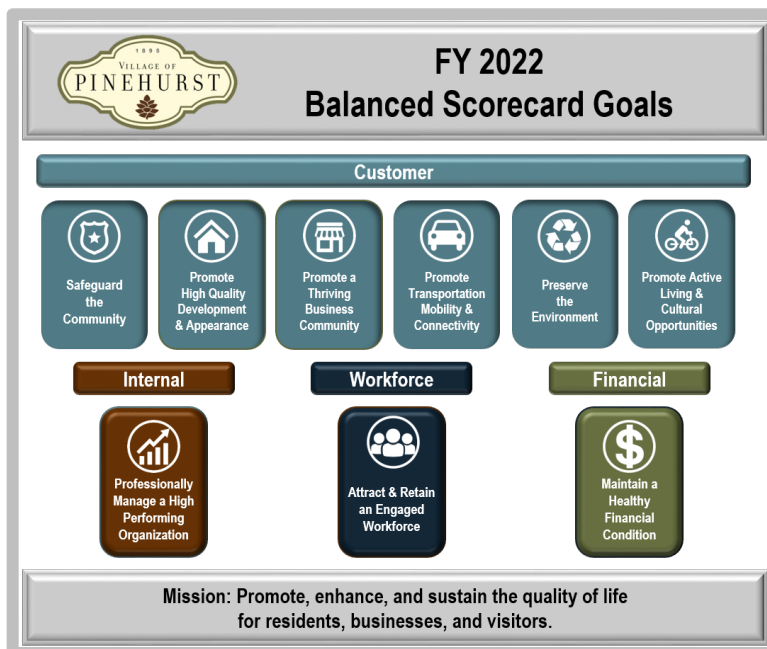 1895
VILLAGE OF
PINEHURST
FY 2022
Balanced Scorecard Goals
Customer
Safeguard
the
Community
Promote
High Quality
Development
& Appearance
Promote a
Thriving
Business
Community
Promote
Transportation
Mobility &
Connectivity
Preserve
the
Environment
Promote Active
Living &
Cultural
Opportunities
Internal
Workforce
Financial
Professionally
Manage a High
Performing
Organization
Attract & Retain
an Engaged
Workforce
Maintain a
Healthy
Financial
Condition
Mission: Promote, enhance, and sustain the quality of life
for residents, businesses, and visitors.